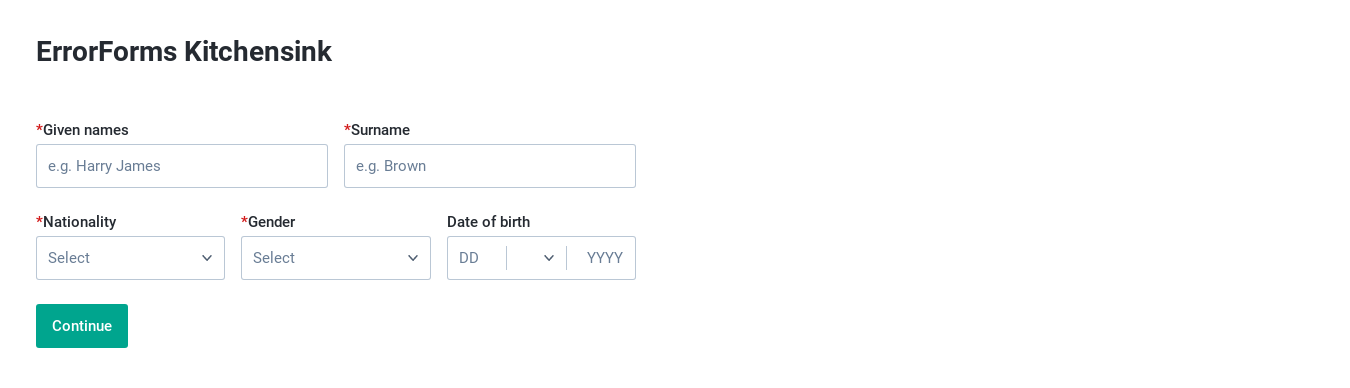 ErrorForms Kitchensink
*Given names *Surname
e.g. Harry James e.g. Brown
*Nationality *Gender Date of birth
Select Select DD YYYY
Continue